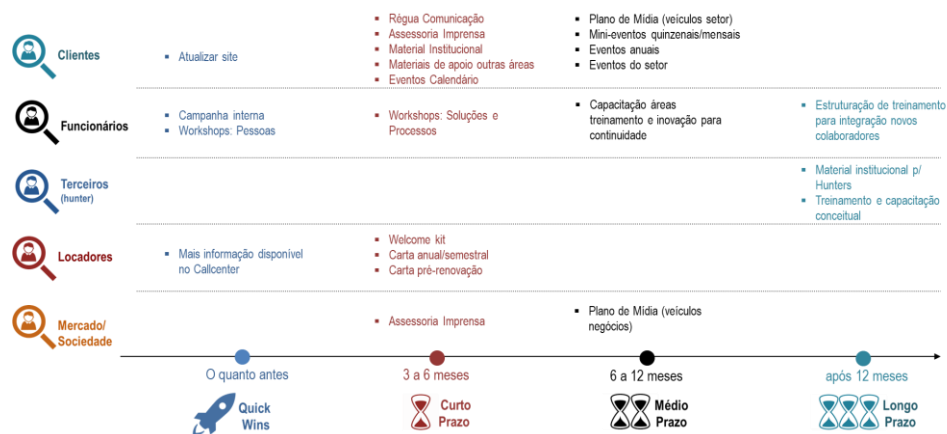 Clientes
▪ Atualizar site
▪ Régua Comunicação
▪ Assessoria Imprensa
▪ Material Institucional
▪ Materiais de apoio outras áreas
▪ Eventos Calendário
▪ Plano de Mídia (veículos setor)
▪ Mini-eventos quinzenais/mensais
▪ Eventos anuais
▪ Eventos do setor
Funcionários
▪ Campanha interna
▪ Workshops: Pessoas
▪ Workshops: Soluções e
Processos
▪ Capacitação áreas
treinamento e inovação para
continuidade
▪ Estruturação de treinamento
para integração novos
colaboradores
Terceiros
(hunter)
▪ Material institucional p/
Hunters
▪ Treinamento e capacitação
conceitual
Locadores
▪ Mais informação disponível
no Callcenter
▪ Welcome kit
▪ Carta anual/semestral
▪ Carta pré-renovação
Mercado/
Sociedade
▪ Assessoria Imprensa
▪ Plano de Mídia (veículos
negócios)
O quanto antes
3 a 6 meses
6 a 12 meses
após 12 meses
Quick
Wins
Curto
Prazo
Médio
Prazo
Longo
Prazo